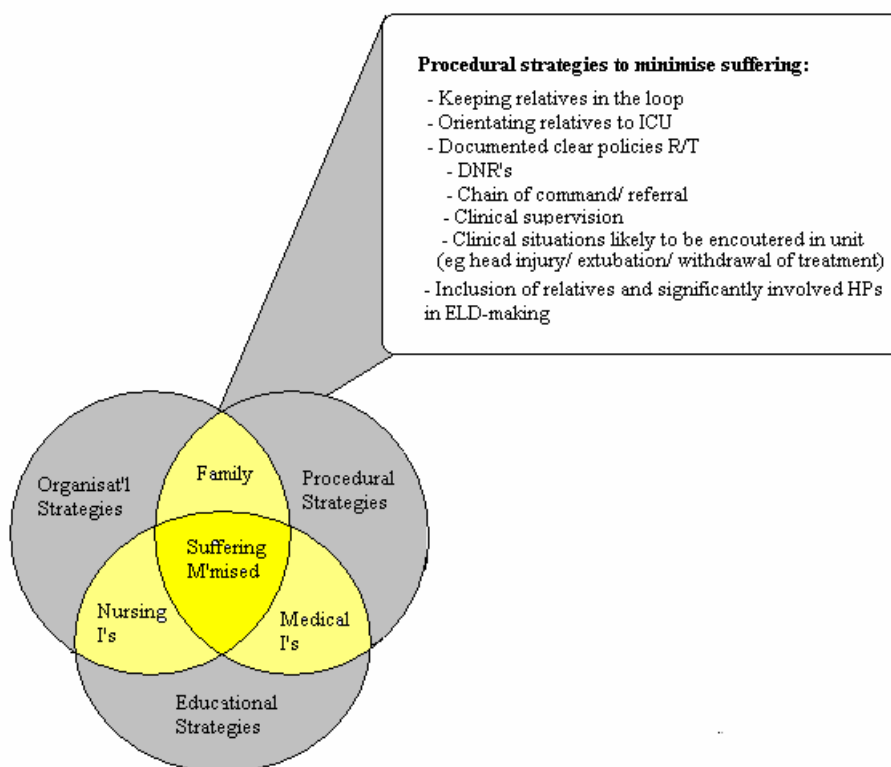 Procedural strategies to minimise suffering:
- Keeping relatives in the loop
- Orientating relatives to ICU
- Documented clear policies R/T
- DNR's
- Chain of command/ referral
- Clinical supervision
- Clinical situations likely to be encoutered in unit
(eg head injury/ extubation/ withdrawal of treatment)
- Inclusion of relatives and significantly involved HPs
in ELD-making
Family
Organisat'l
Strategies
Procedural
Strategies
Suffering
M'mised
Nursing
I's
Medical
I's
Educational
Strategies